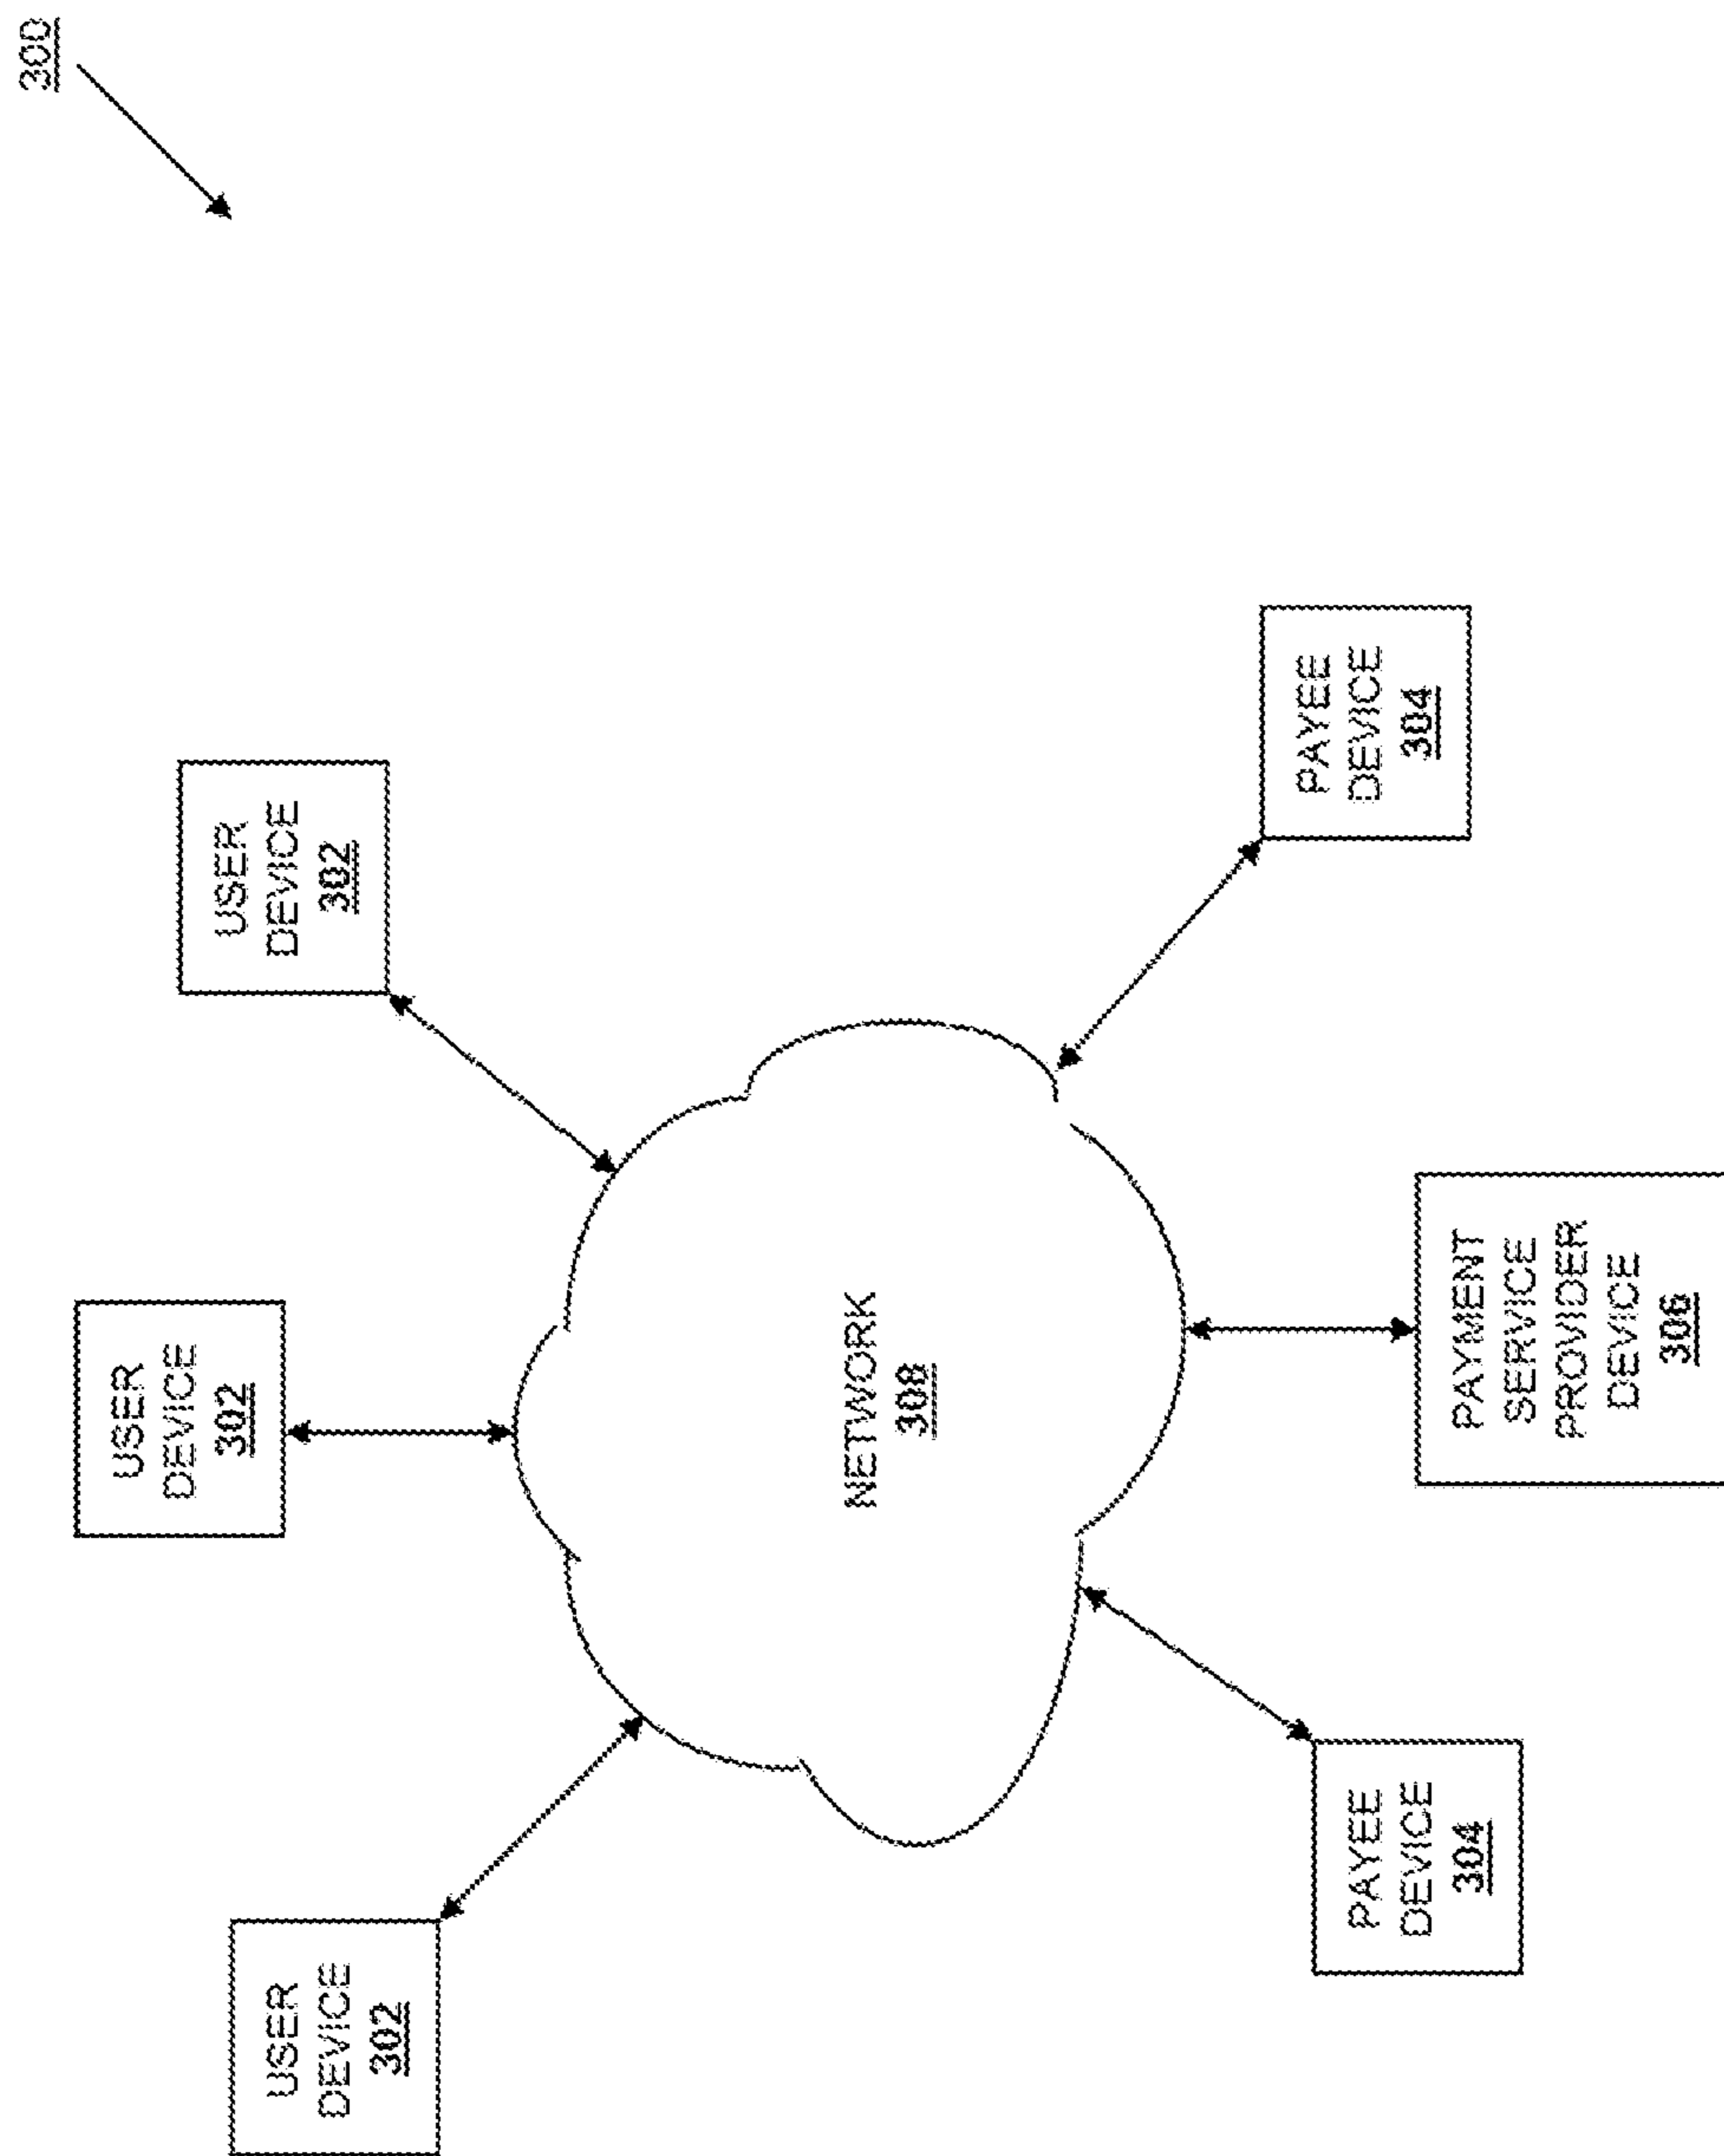 300
USER
DEVICE
302
USER
DEVICE
302
USER
DEVICE
302
NETWORK
308
PAYEE
DEVICE
304
PAYMENT
SERVICE
PROVIDER
DEVICE
306
PAYEE
DEVICE
304